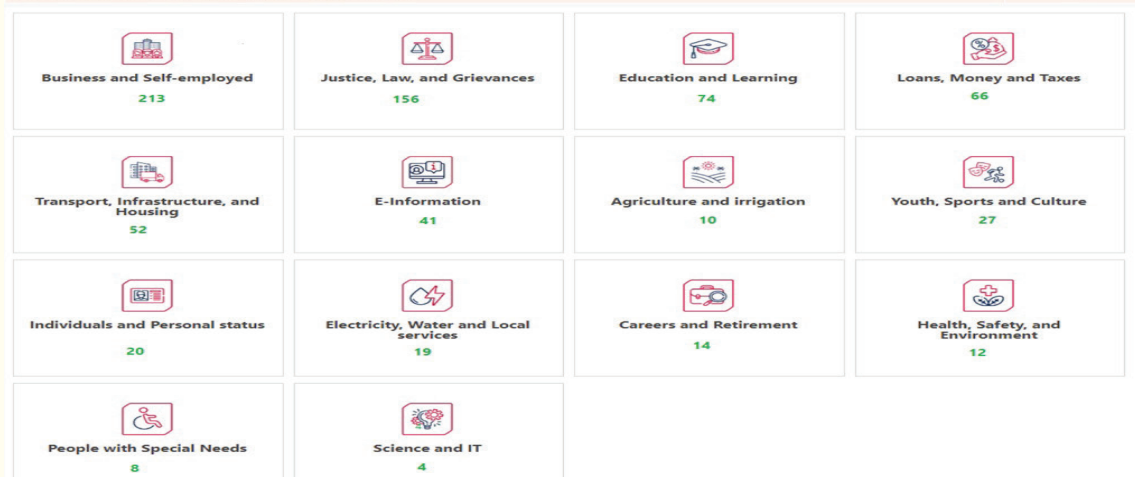 Business and Self-employed
213
Justice, Law, and Grievances
156
Education and Learning
74
Loans, Money and Taxes
66
Transport, Infrastructure, and
Housing
52
E-Information
41
Agriculture and irrigation
10
Youth, Sports and Culture
27
Individuals and Personal status
20
Electricity, Water and Local
services
19
Careers and Retirement
14
Health, Safety, and
Environment
12
People with Special Needs
8
Science and IT
4